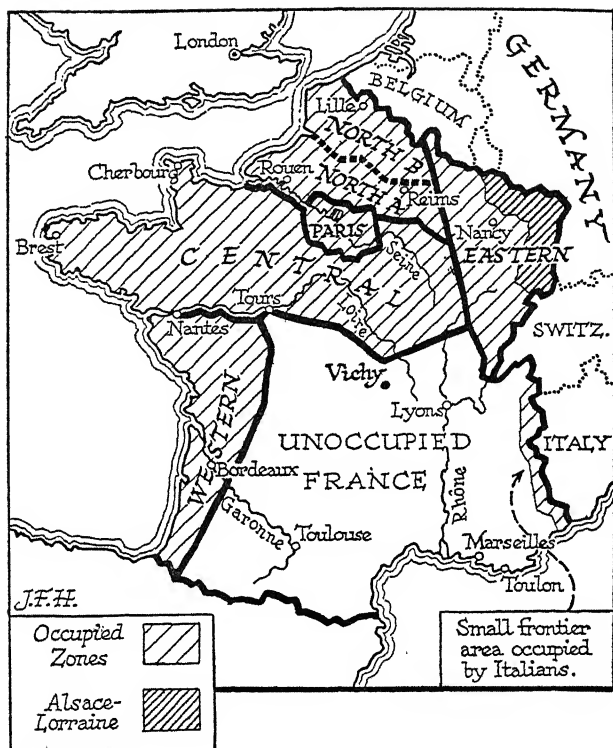 London
GERMANY
BELGIUM
Lille
NORTH B
Cherbourg
Rouen
NORTH A
Reims
PARIS
Nancy
Brest
CENTRAL
Seine
EASTERN
Tours
Loire
Nantes
SWITZ.
Vichy
Lyons
UNOCCUPIED
FRANCE
ITALY
WESTERN
Bordeaux
Rhône
Garonne
Toulouse
Marseilles
Toulon
J.F.H.
Occupied
Zones
Alsace-
Lorraine
Small frontier
area occupied
by Italians.